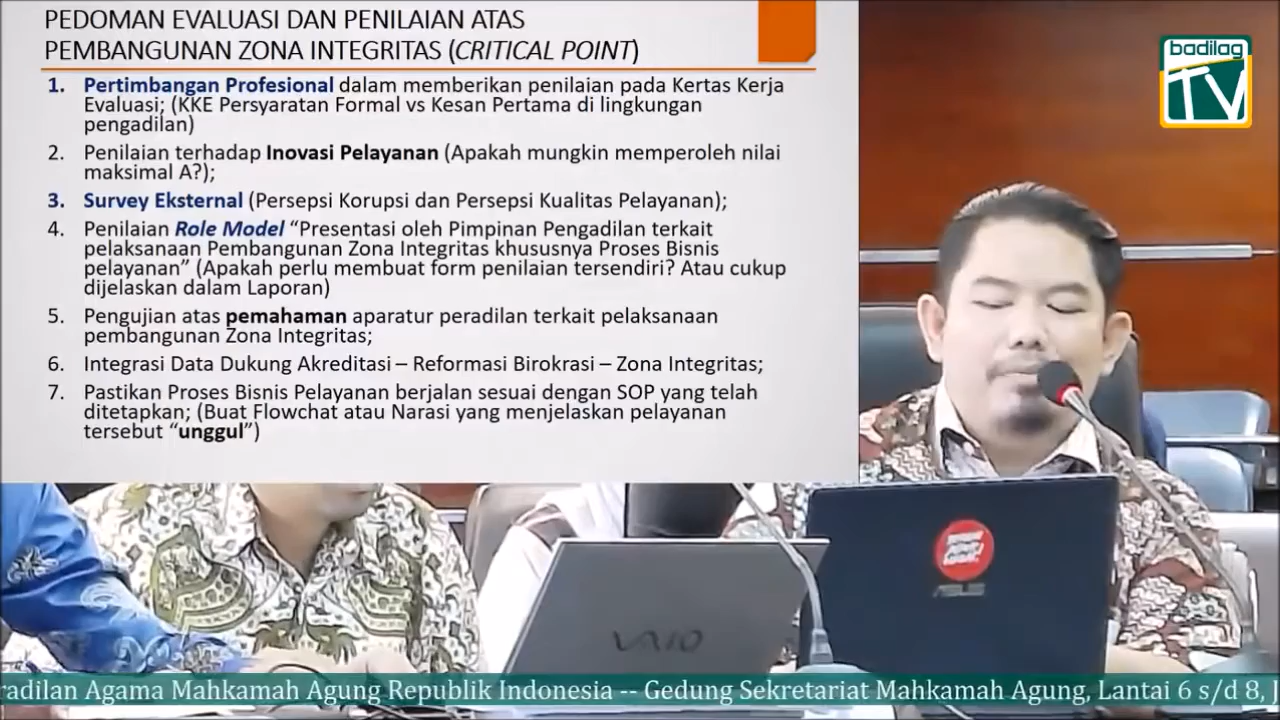 PEDOMAN EVALUASI DAN PENILAIAN ATAS
PEMBANGUNAN ZONA INTEGRITAS (CRITICAL POINT)
1. Pertimbangan Profesional dalam memberikan penilaian pada Kertas Kerja
Evaluasi; (KKE Persyaratan Formal vs Kesan Pertama di lingkungan
pengadilan)
2. Penilaian terhadap Inovasi Pelayanan (Apakah mungkin memperoleh nilai
maksimal A?);
3. Survey Eksternal (Persepsi Korupsi dan Persepsi Kualitas Pelayanan);
4. Penilaian Role Model “Presentasi oleh Pimpinan Pengadilan terkait
pelaksanaan Pembangunan Zona Integritas khususnya Proses Bisnis
pelayanan” (Apakah perlu membuat form penilaian tersendiri? Atau cukup
dijelaskan dalam Laporan)
5. Pengujian atas pemahaman aparatur peradilan terkait pelaksanaan
pembangunan Zona Integritas;
6. Integrasi Data Dukung Akreditasi – Reformasi Birokrasi – Zona Integritas;
7. Pastikan Proses Bisnis Pelayanan berjalan sesuai dengan SOP yang telah
ditetapkan; (Buat Flowchat atau Narasi yang menjelaskan pelayanan
tersebut “unggul”)
badilag
TV
VAIO
radilan Agama Mahkamah Agung Republik Indonesia -- Gedung Sekretariat Mahkamah Agung, Lantai 6 s/d 8, J